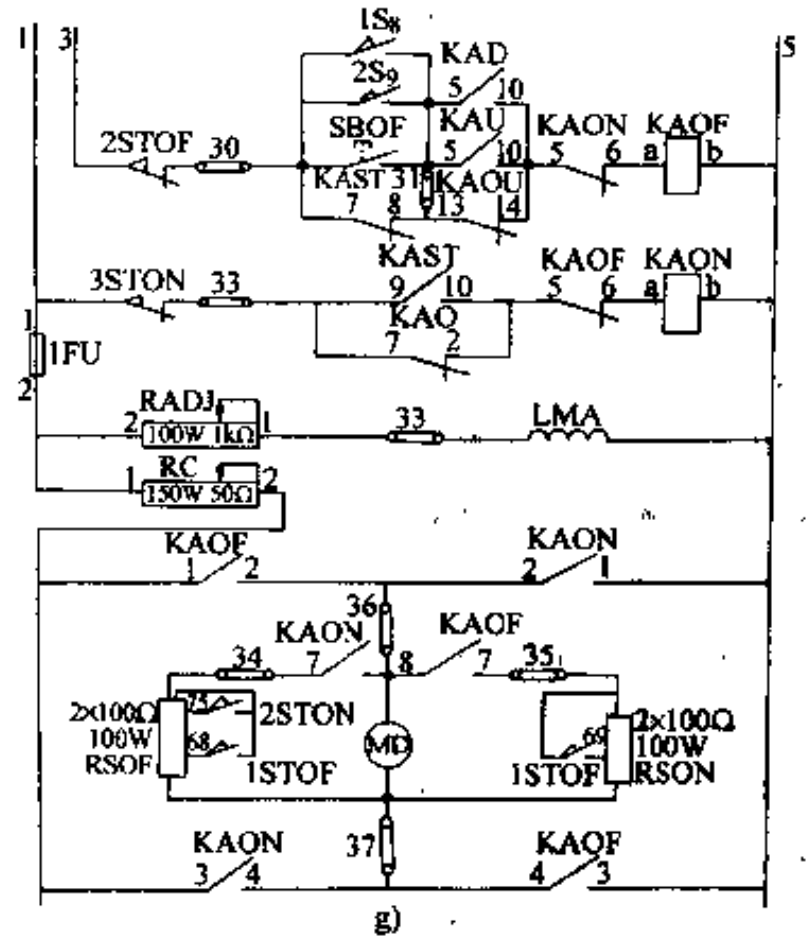 1S8
1 3 5
2S9 KAD
5 10
2STOF SBOF KAU KAON KAOF
30 5 10 5 6 a b
KAST 31 KAOU
7 8 13 14
KAST KAOF KAON
3STON 33 9 10 5 6 a b
KAO
1 7 2
1FU
2
RADJ LMA
2 100W 1kΩ 1 33
RC
1 150W 50Ω 2
KAOF KAON
1 2 2 1
36
KAON KAOF
34 7 8 7 35
75
2×100Ω 2STON 2×100Ω
100W 68 MD 69 100W
RSOF 1STOF 1STOF RSON
KAON KAOF
3 4 37 4 3
g)